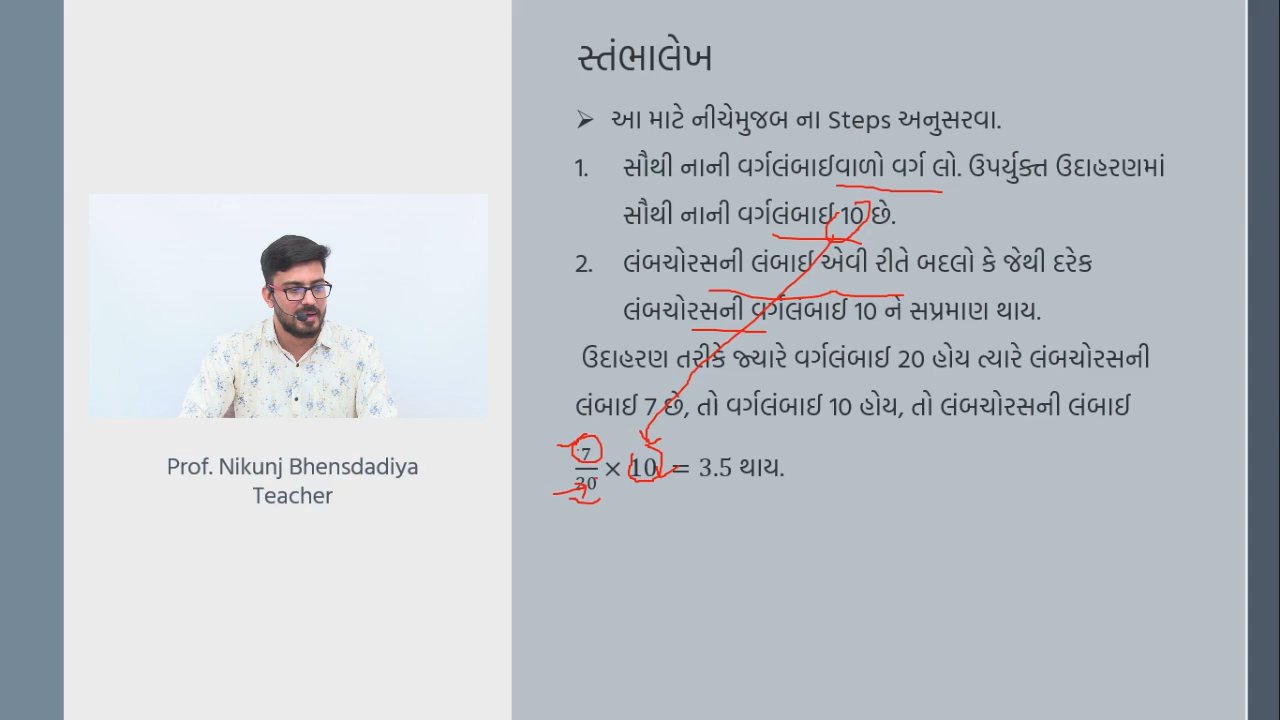 સ્તંભાલેખ
➢ આ માટે નીચેમુજબ ના Steps અનુસરવા.
1. સૌથી નાની વર્ગલંબાઈવાળો વર્ગ લો. ઉપર્યુક્ત ઉદાહરણમાં
સૌથી નાની વર્ગલંબાઈ 10 છે.
2. લંબચોરસની લંબાઈ એવી રીતે બદલો કે જેથી દરેક
લંબચોરસની વર્ગલંબાઈ 10 ને સપ્રમાણ થાય.
ઉદાહરણ તરીકે જ્યારે વર્ગલંબાઈ 20 હોય ત્યારે લંબચોરસની
લંબાઈ 7 છે, તો વર્ગલંબાઈ 10 હોય, તો લંબચોરસની લંબાઈ
7/20 × 10 = 3.5 થાય.
Prof. Nikunj Bhensdadiya
Teacher